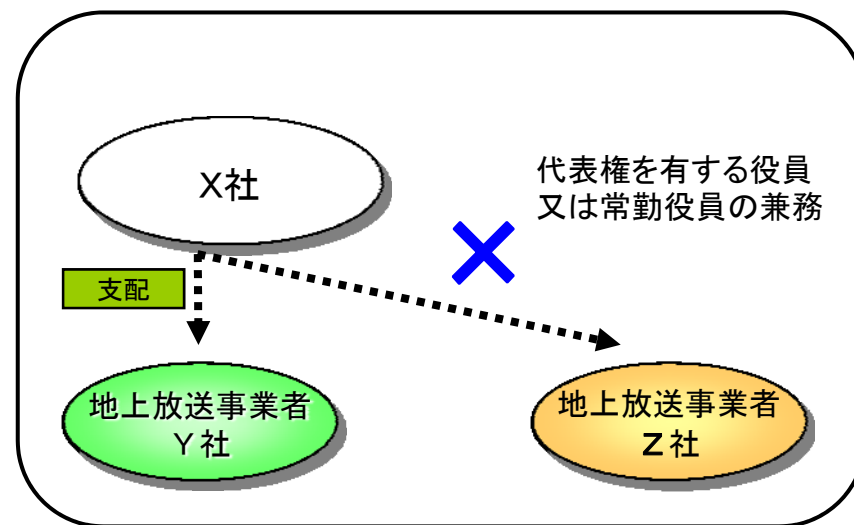 X社
代表権を有する役員
又は常勤役員の兼務
支配
地上放送事業者
Y社
地上放送事業者
Z社